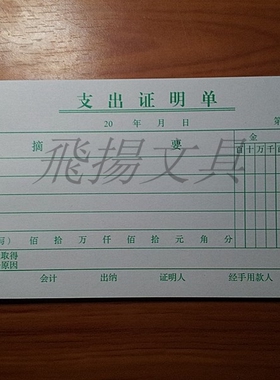 支出证明单
20 年 月 日 第
摘 要 金
百十万千
飛揚文具
佰 拾 万 仟 佰 拾 元 角 分
取得
原因
会计 出纳 证明人 经手用款人